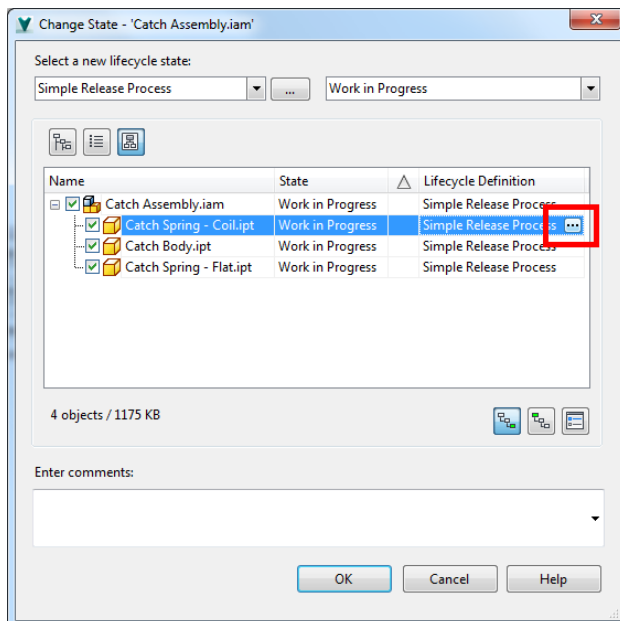 Change State - 'Catch Assembly.iam'
Select a new lifecycle state:
Simple Release Process ... Work in Progress
Name State Lifecycle Definition
Catch Assembly.iam Work in Progress Simple Release Process
Catch Spring - Coil.ipt Work in Progress Simple Release Process ...
Catch Body.ipt Work in Progress Simple Release Process
Catch Spring - Flat.ipt Work in Progress Simple Release Process
4 objects / 1175 KB
Enter comments:
OK Cancel Help